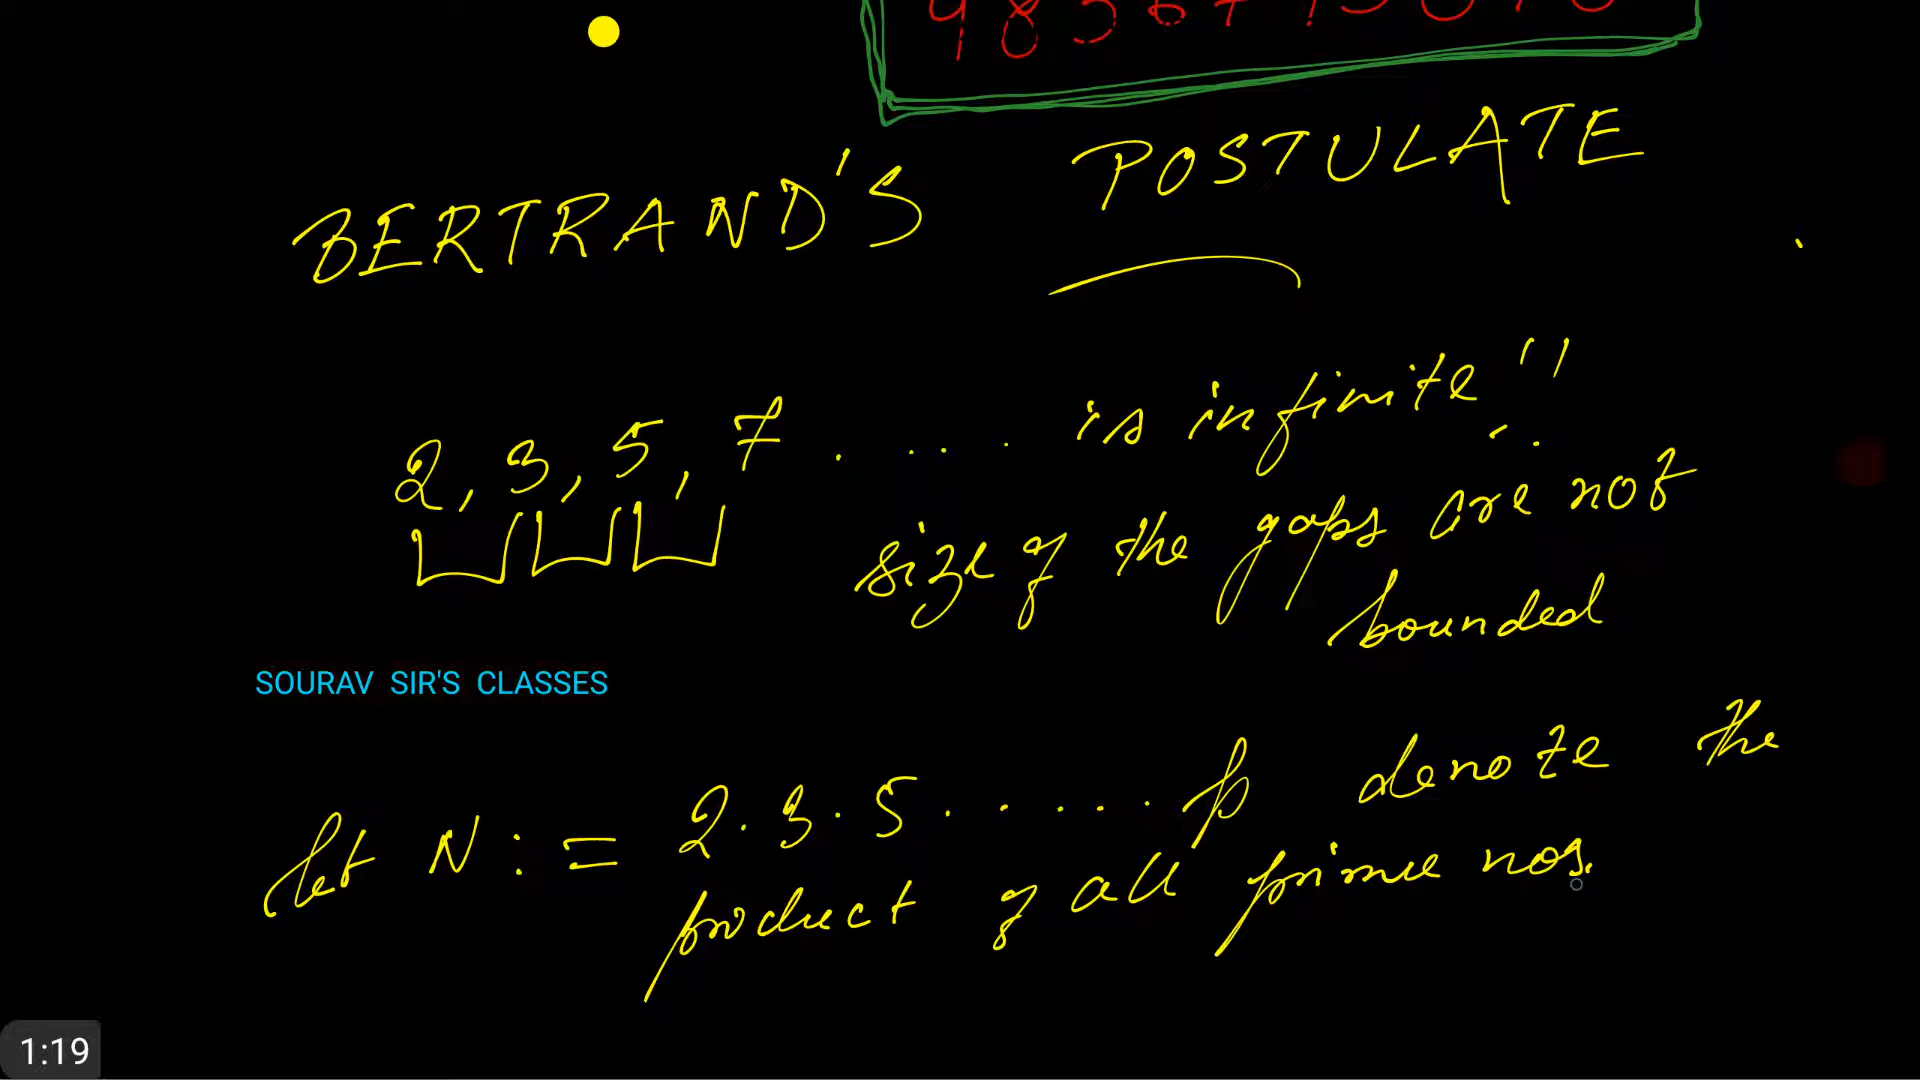 BERTRAND'S POSTULATE
2, 3, 5, 7 . . . . is infinite"
size of the gaps are not
bounded
SOURAV SIR'S CLASSES
Let N := 2.3.5. . . . . . p denote the
product of all prime nos.
1:19